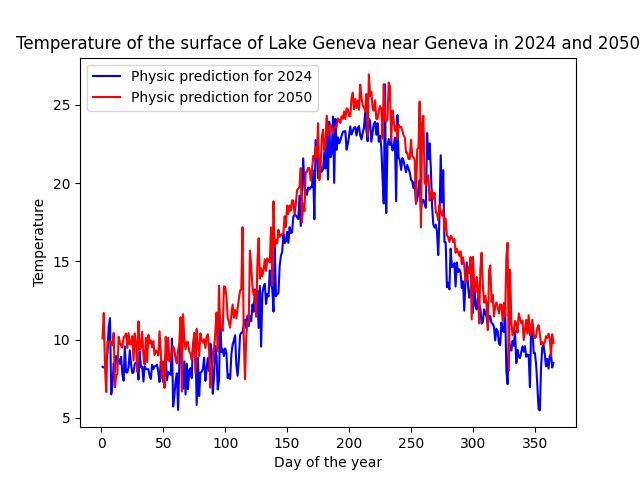 Temperature of the surface of Lake Geneva near Geneva in 2024 and 2050
Physic prediction for 2024
Physic prediction for 2050
25
20
15
10
5
Temperature
0 50 100 150 200 250 300 350
Day of the year